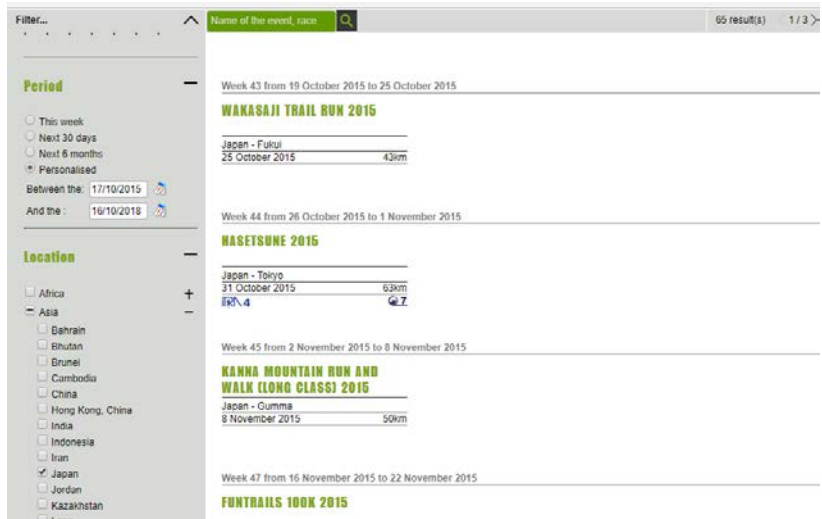 Filter...
Name of the event, race
65 result(s)
1 / 3
Period
This week
Next 30 days
Next 6 months
Personalised
Between the: 17/10/2015
And the : 16/10/2018
Location
Africa
Asia
Bahrain
Bhutan
Brunei
Cambodia
China
Hong Kong, China
India
Indonesia
Iran
Japan
Jordan
Kazakhstan
Week 43 from 19 October 2015 to 25 October 2015
WAKASAJI TRAIL RUN 2015
Japan - Fukui
25 October 2015 43km
Week 44 from 26 October 2015 to 1 November 2015
HASETSUNE 2015
Japan - Tokyo
31 October 2015 63km
4 7
Week 45 from 2 November 2015 to 8 November 2015
KANNA MOUNTAIN RUN AND
WALK (LONG CLASS) 2015
Japan - Gumma
8 November 2015 50km
Week 47 from 16 November 2015 to 22 November 2015
FUNTRAILS 100K 2015